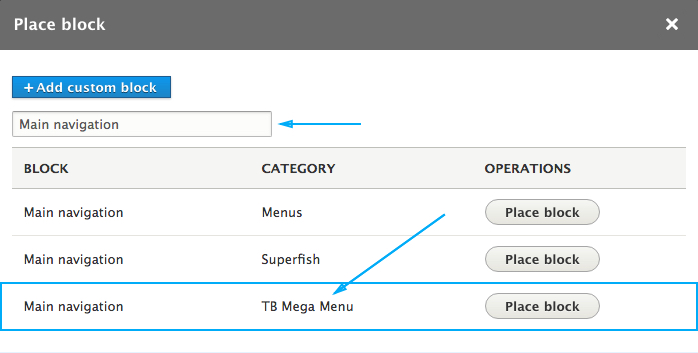 Place block
+ Add custom block
Main navigation
BLOCK CATEGORY OPERATIONS
Main navigation Menus Place block
Main navigation Superfish Place block
Main navigation TB Mega Menu Place block